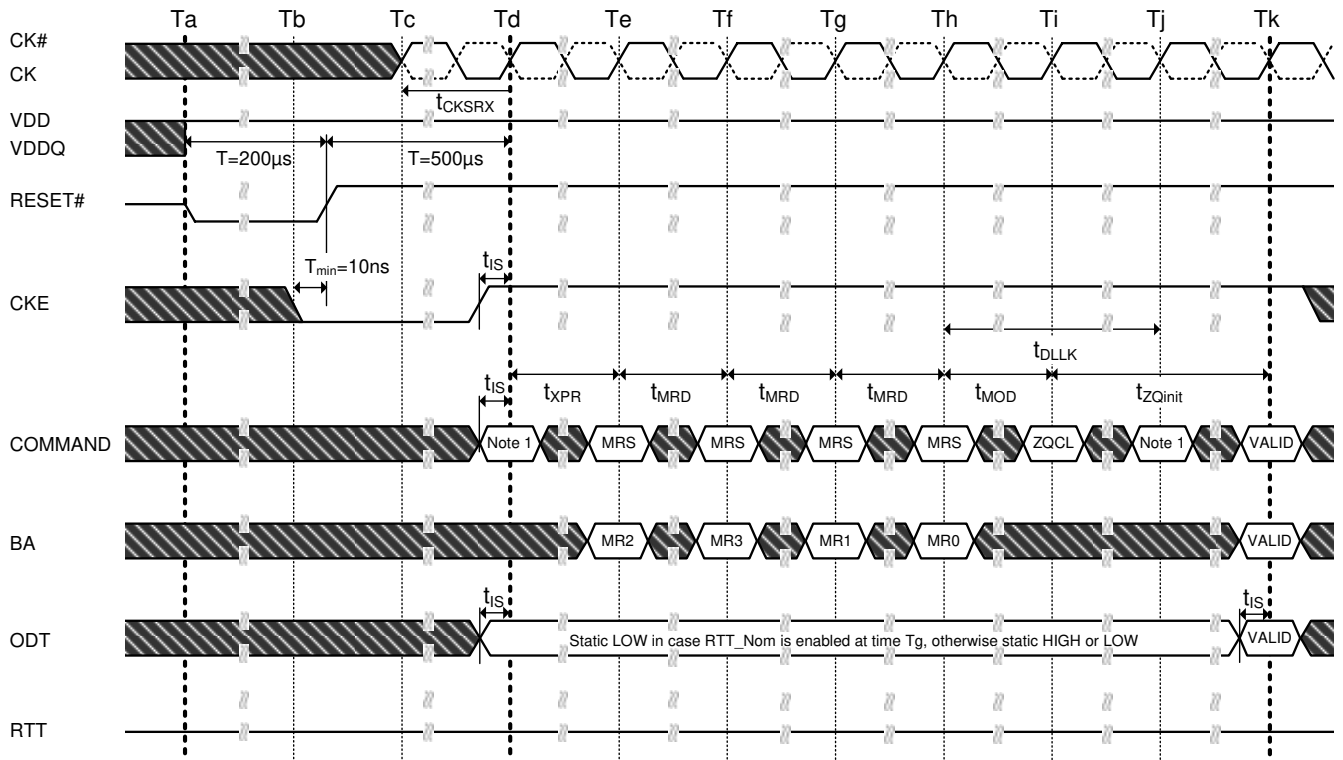 Ta Tb Tc Td Te Tf Tg Th Ti Tj Tk
CK#
CK
tCKSRX
VDD
VDDQ
T=200µs T=500µs
RESET#
Tmin=10ns tIS
CKE
tDLLK
tIS tXPR tMRD tMRD tMRD tMOD tZQinit
COMMAND Note 1 MRS MRS MRS MRS ZQCL Note 1 VALID
BA MR2 MR3 MR1 MR0 VALID
tIS tIS
ODT Static LOW in case RTT_Nom is enabled at time Tg, otherwise static HIGH or LOW VALID
RTT